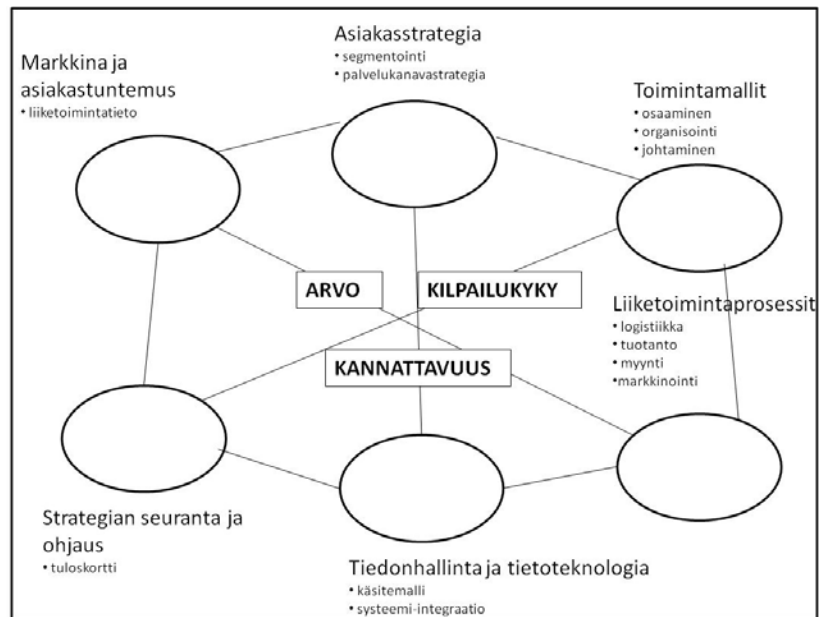 Asiakasstrategia
• segmentointi
• palvelukanavastrategia
Markkina ja
asiakastuntemus
• liiketoimintatieto
Toimintamallit
• osaaminen
• organisointi
• johtaminen
ARVO
KILPAILUKYKY
KANNATTAVUUS
Liiketoimintaprosessit
• logistiikka
• tuotanto
• myynti
•markkinointi
Strategian seuranta ja
ohjaus
• tuloskortti
Tiedonhallinta ja tietoteknologia
• käsitemalli
• systeemi-integraatio